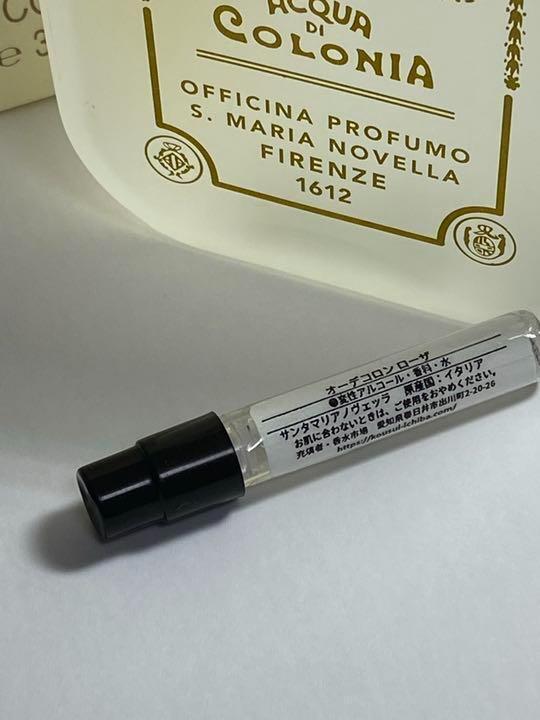 ACQUA
DI
COLONIA
OFFICINA PROFUMO
S. MARIA NOVELLA
FIRENZE
1612
オーデコロン ローザ
●変性アルコール・香料・水
サンタマリアノヴェッラ 原産国：イタリア
お肌に合わないときは、ご使用をおやめください。
充填者・香水市場 愛知県春日井市出川町2-20-26
https://kousui-ichiba.com/